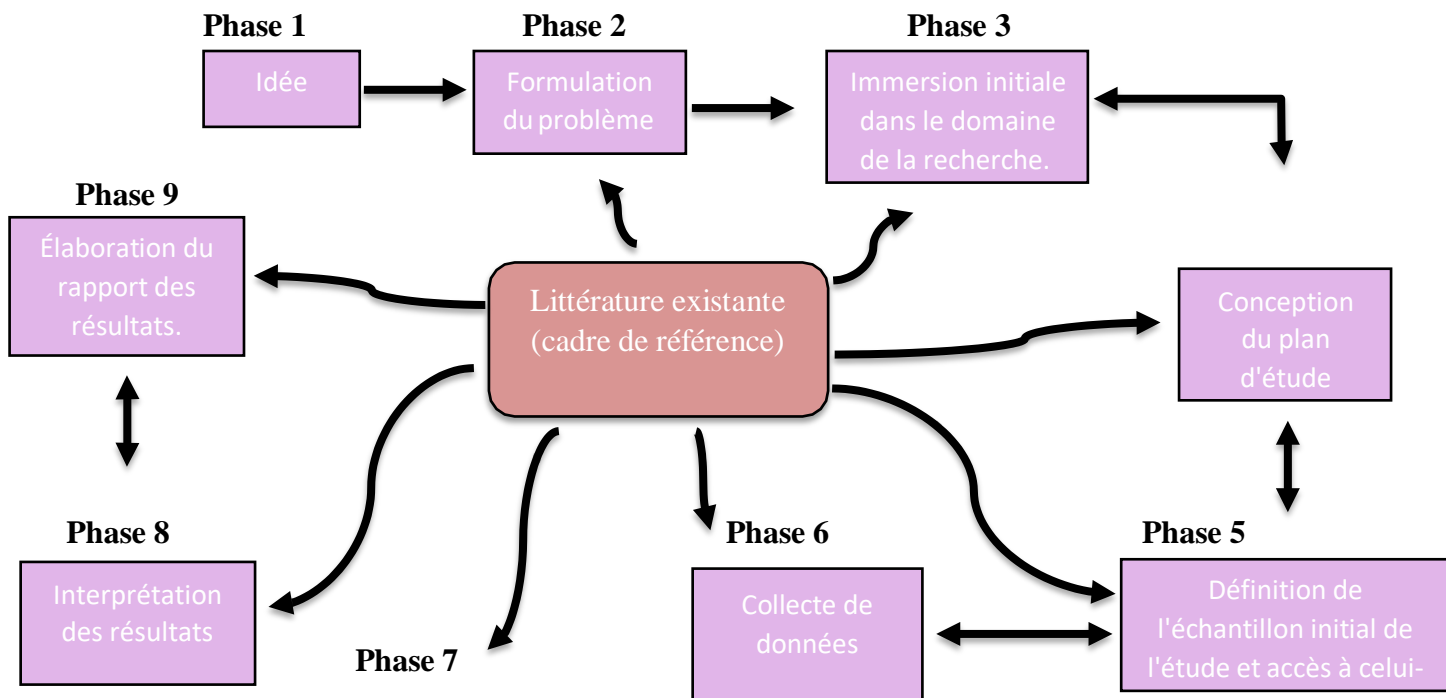 Phase 1
Phase 2
Phase 3
Idée
Formulation
du problème
Immersion initiale
dans le domaine
de la recherche.
Phase 9
Élaboration du
rapport des
résultats.
Littérature existante
(cadre de référence)
Conception
du plan
d'étude
Phase 8
Phase 6
Phase 5
Interprétation
des résultats
Phase 7
Collecte de
données
Définition de
l'échantillon initial de
l'étude et accès à celui-